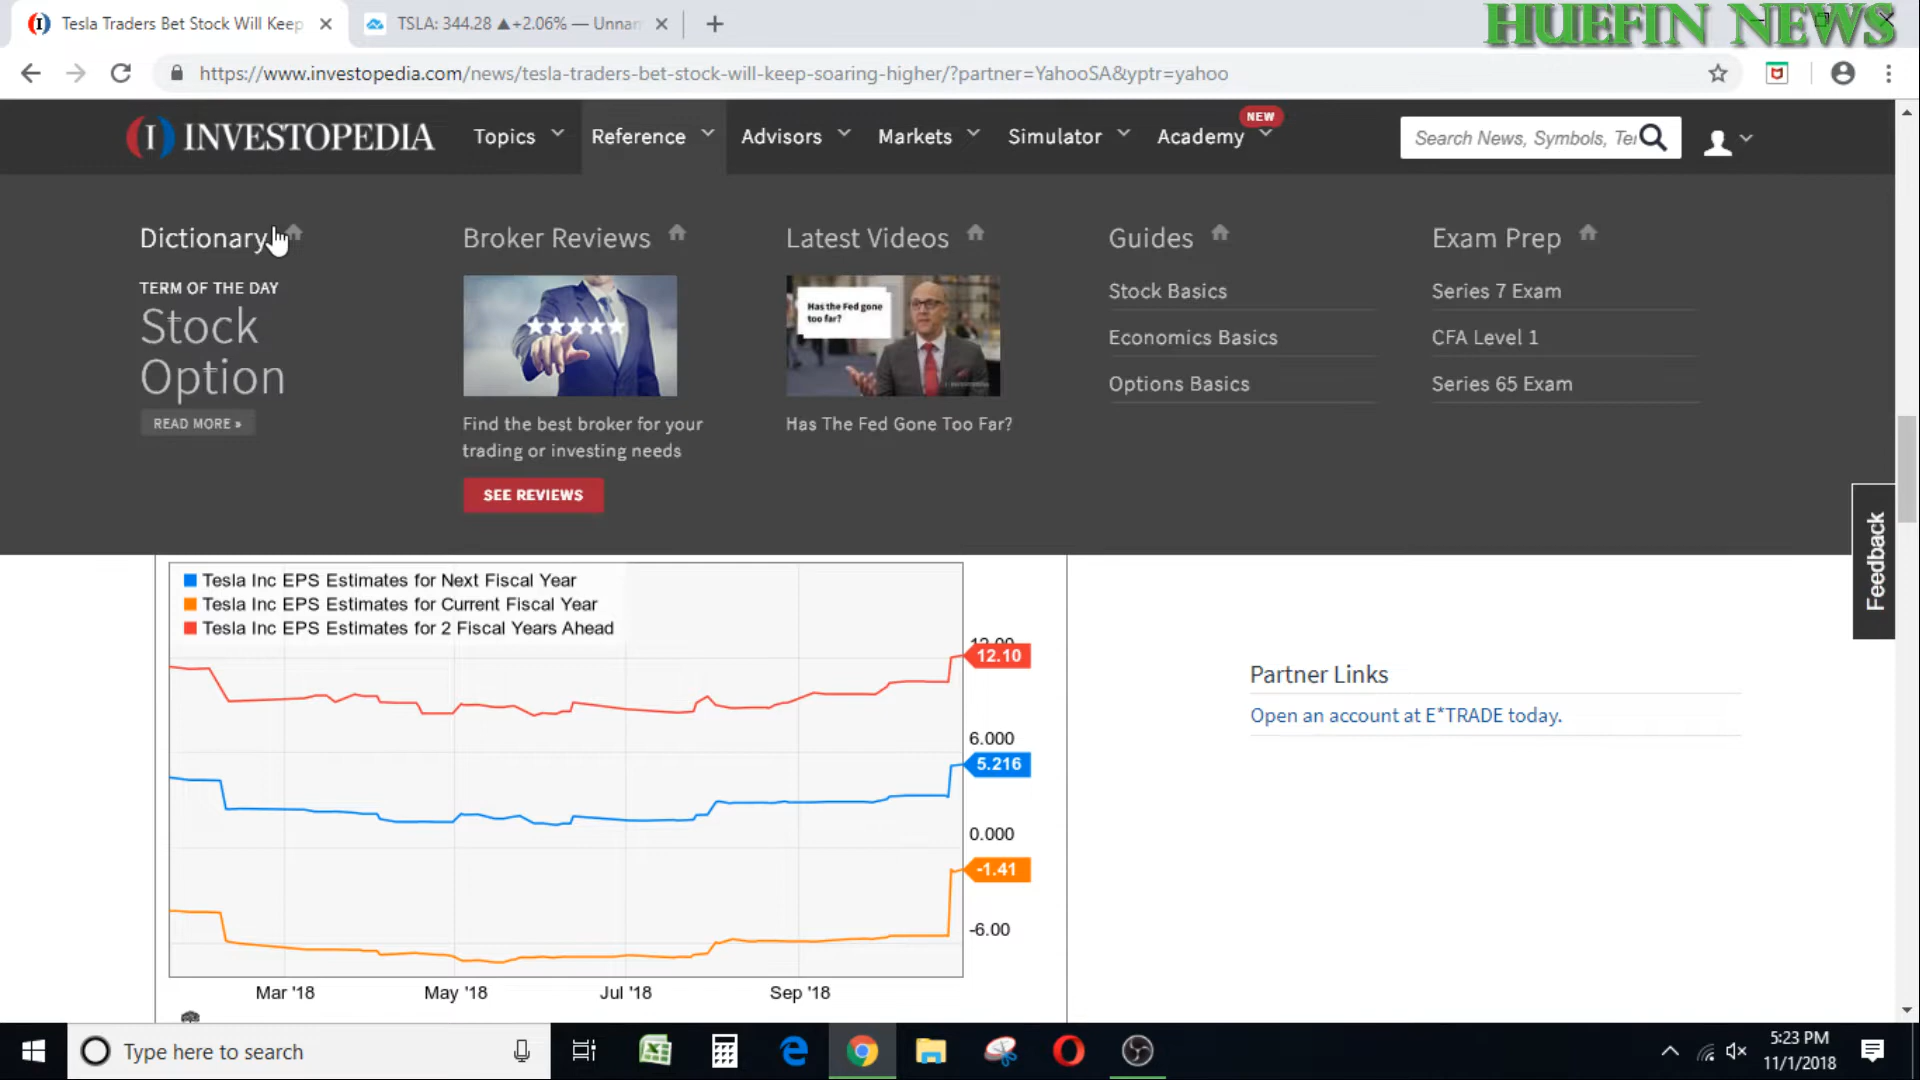 Tesla Traders Bet Stock Will Keep
TSLA: 344.28 ▲+2.06% — Unnam
HUEFIN NEWS
https://www.investopedia.com/news/tesla-traders-bet-stock-will-keep-soaring-higher/?partner=YahooSA&yptr=yahoo
INVESTOPEDIA
Topics
Reference
Advisors
Markets
Simulator
Academy
NEW
Search News, Symbols, Ter
Dictionary
TERM OF THE DAY
Stock
Option
READ MORE »
Broker Reviews
Find the best broker for your
trading or investing needs
SEE REVIEWS
Latest Videos
Has the Fed gone
too far?
INVESTOPEDIA
Has The Fed Gone Too Far?
Guides
Stock Basics
Economics Basics
Options Basics
Exam Prep
Series 7 Exam
CFA Level 1
Series 65 Exam
Feedback
Tesla Inc EPS Estimates for Next Fiscal Year
Tesla Inc EPS Estimates for Current Fiscal Year
Tesla Inc EPS Estimates for 2 Fiscal Years Ahead
12.00
12.10
6.000
5.216
0.000
-1.41
-6.00
Mar '18
May '18
Jul '18
Sep '18
Partner Links
Open an account at E*TRADE today.
Type here to search
5:23 PM
11/1/2018